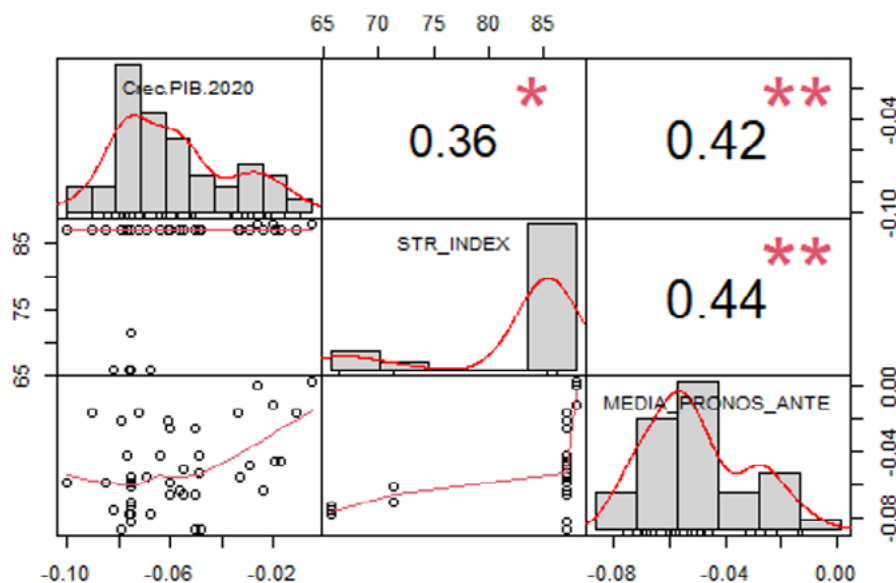 65 70 75 80 85
Crec.PIB.2020
0.36 *
0.42 **
-0.10 -0.04
65 75 85
STR_INDEX
0.44 **
MEDIA_PRONOS_ANTE
-0.08 -0.04 0.00
-0.10 -0.06 -0.02
-0.08 -0.04 0.00